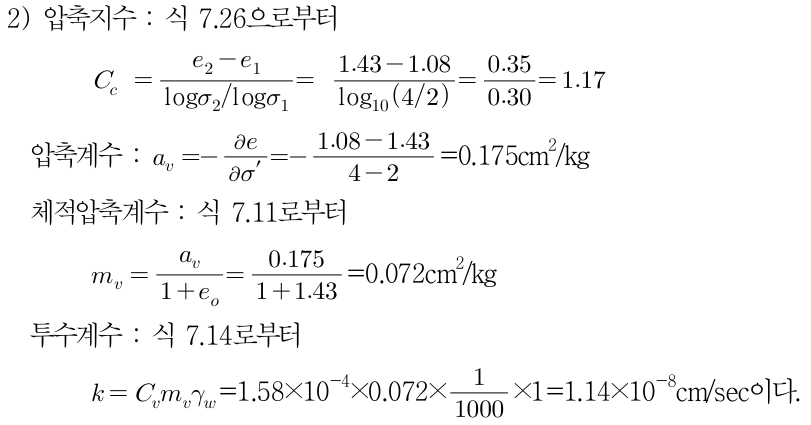 2) 압축지수 : 식 7.26으로부터
C_c = (e_2 − e_1)/(logσ_2/logσ_1) = (1.43−1.08)/(log_10(4/2)) = 0.35/0.30 = 1.17
압축계수 : a_v = − ∂e/∂σ′ = − (1.08−1.43)/(4−2) = 0.175cm²/kg
체적압축계수 : 식 7.11로부터
m_v = a_v/(1+e_o) = 0.175/(1+1.43) = 0.072cm²/kg
투수계수 : 식 7.14로부터
k = C_v m_v γ_w = 1.58×10⁻⁴×0.072× 1/1000 ×1=1.14×10⁻⁸cm/sec이다.